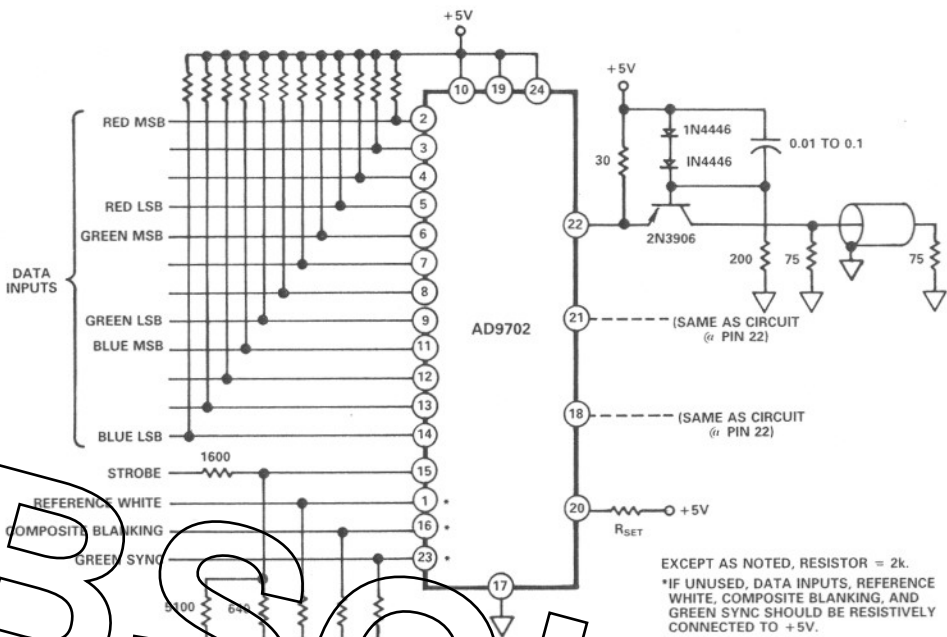 +5V
+5V
10
19
24
RED MSB
2
1N4446
0.01 TO 0.1
3
30
IN4446
4
RED LSB
5
22
GREEN MSB
6
2N3906
7
200
75
75
DATA
INPUTS
8
GREEN LSB
9
21
(SAME AS CIRCUIT
@ PIN 22)
AD9702
BLUE MSB
11
12
13
18
(SAME AS CIRCUIT
@ PIN 22)
BLUE LSB
14
1600
STROBE
15
REFERENCE WHITE
1
*
20
RSET
+5V
COMPOSITE BLANKING
16
*
GREEN SYNC
23
*
17
5100
EXCEPT AS NOTED, RESISTOR = 2k.
*IF UNUSED, DATA INPUTS, REFERENCE
WHITE, COMPOSITE BLANKING, AND
GREEN SYNC SHOULD BE RESISTIVELY
CONNECTED TO +5V.